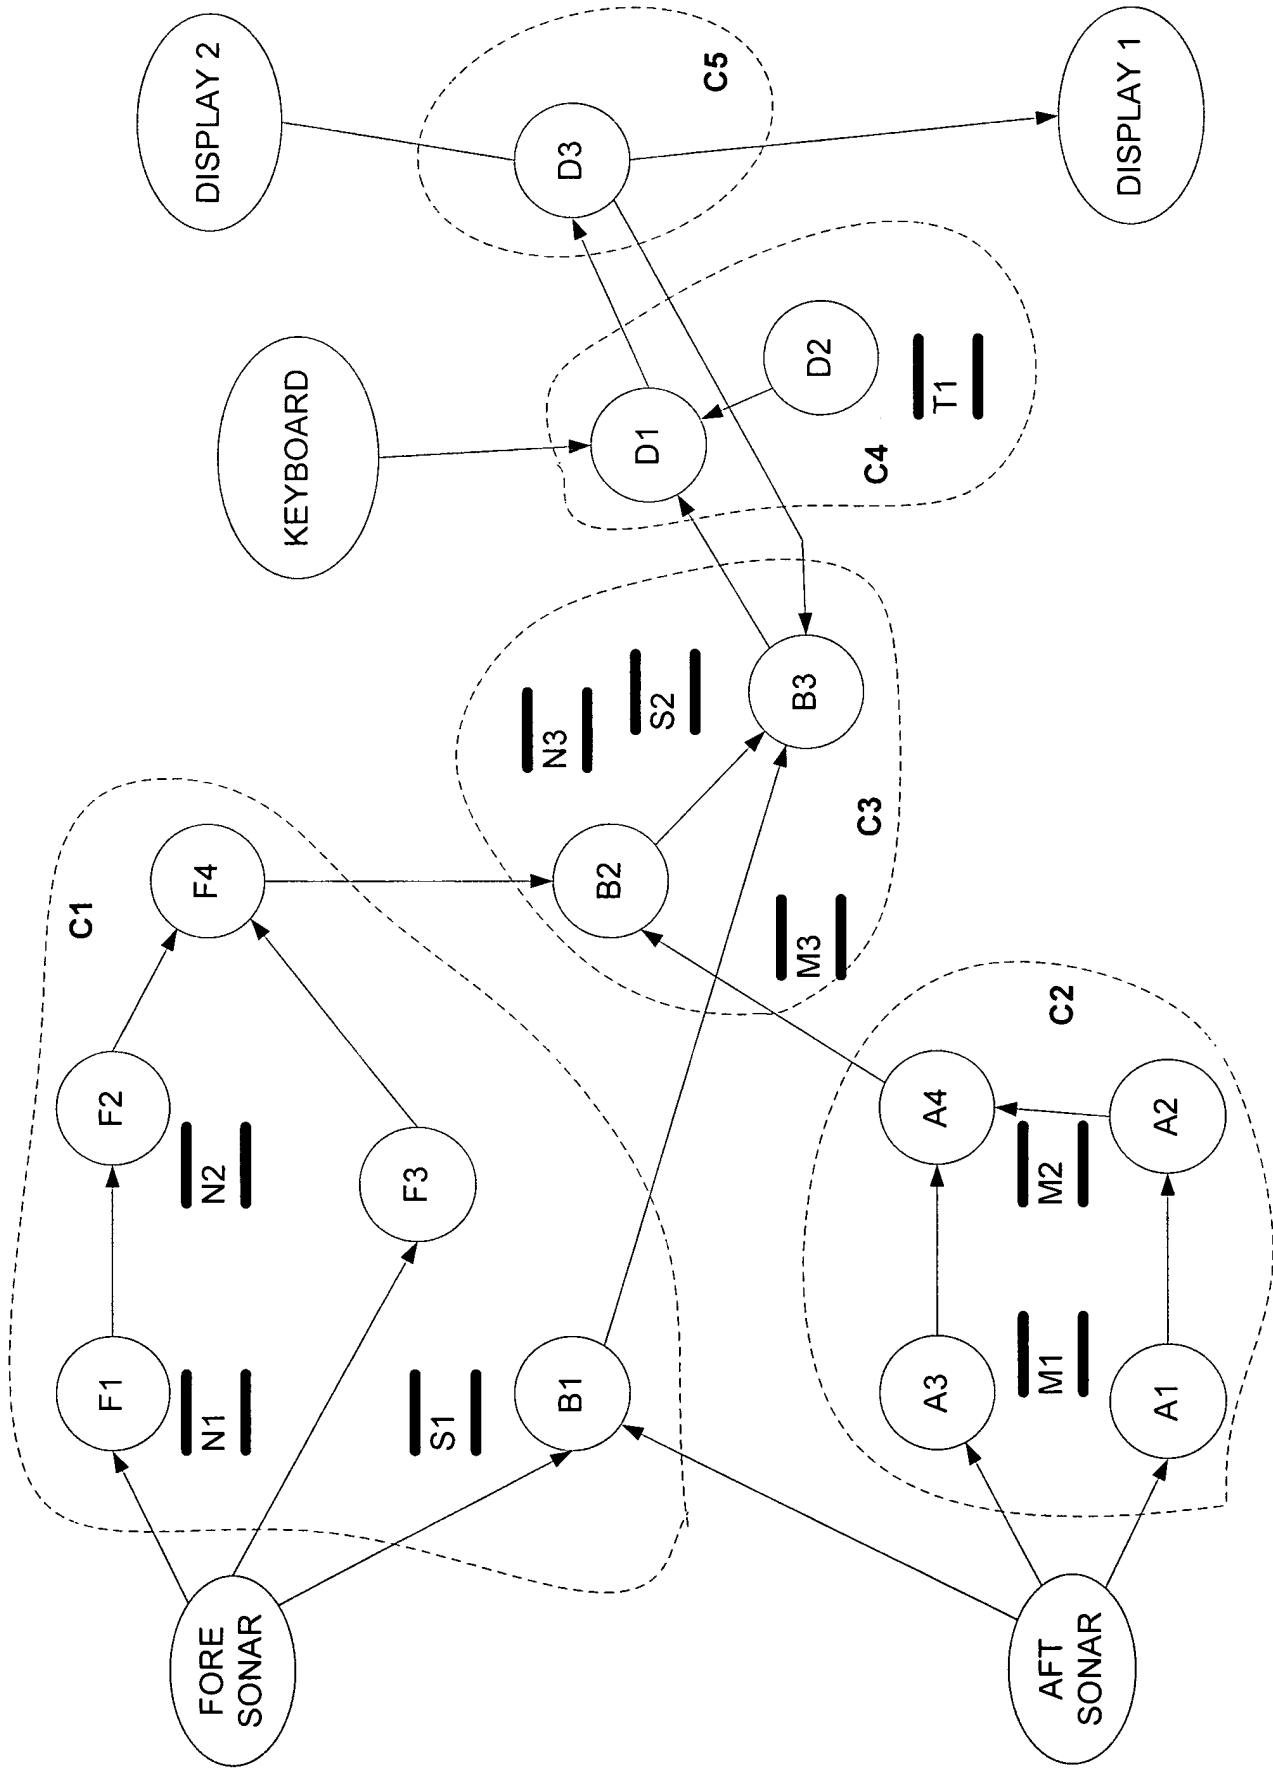 DISPLAY 2
KEYBOARD
D3
C5
DISPLAY 1
D1
D2
T1
C4
N3
S2
B3
B2
C3
M3
C1
F4
F2
N2
F3
F1
N1
S1
B1
C2
A4
M2
A2
A3
M1
A1
FORE
SONAR
AFT
SONAR